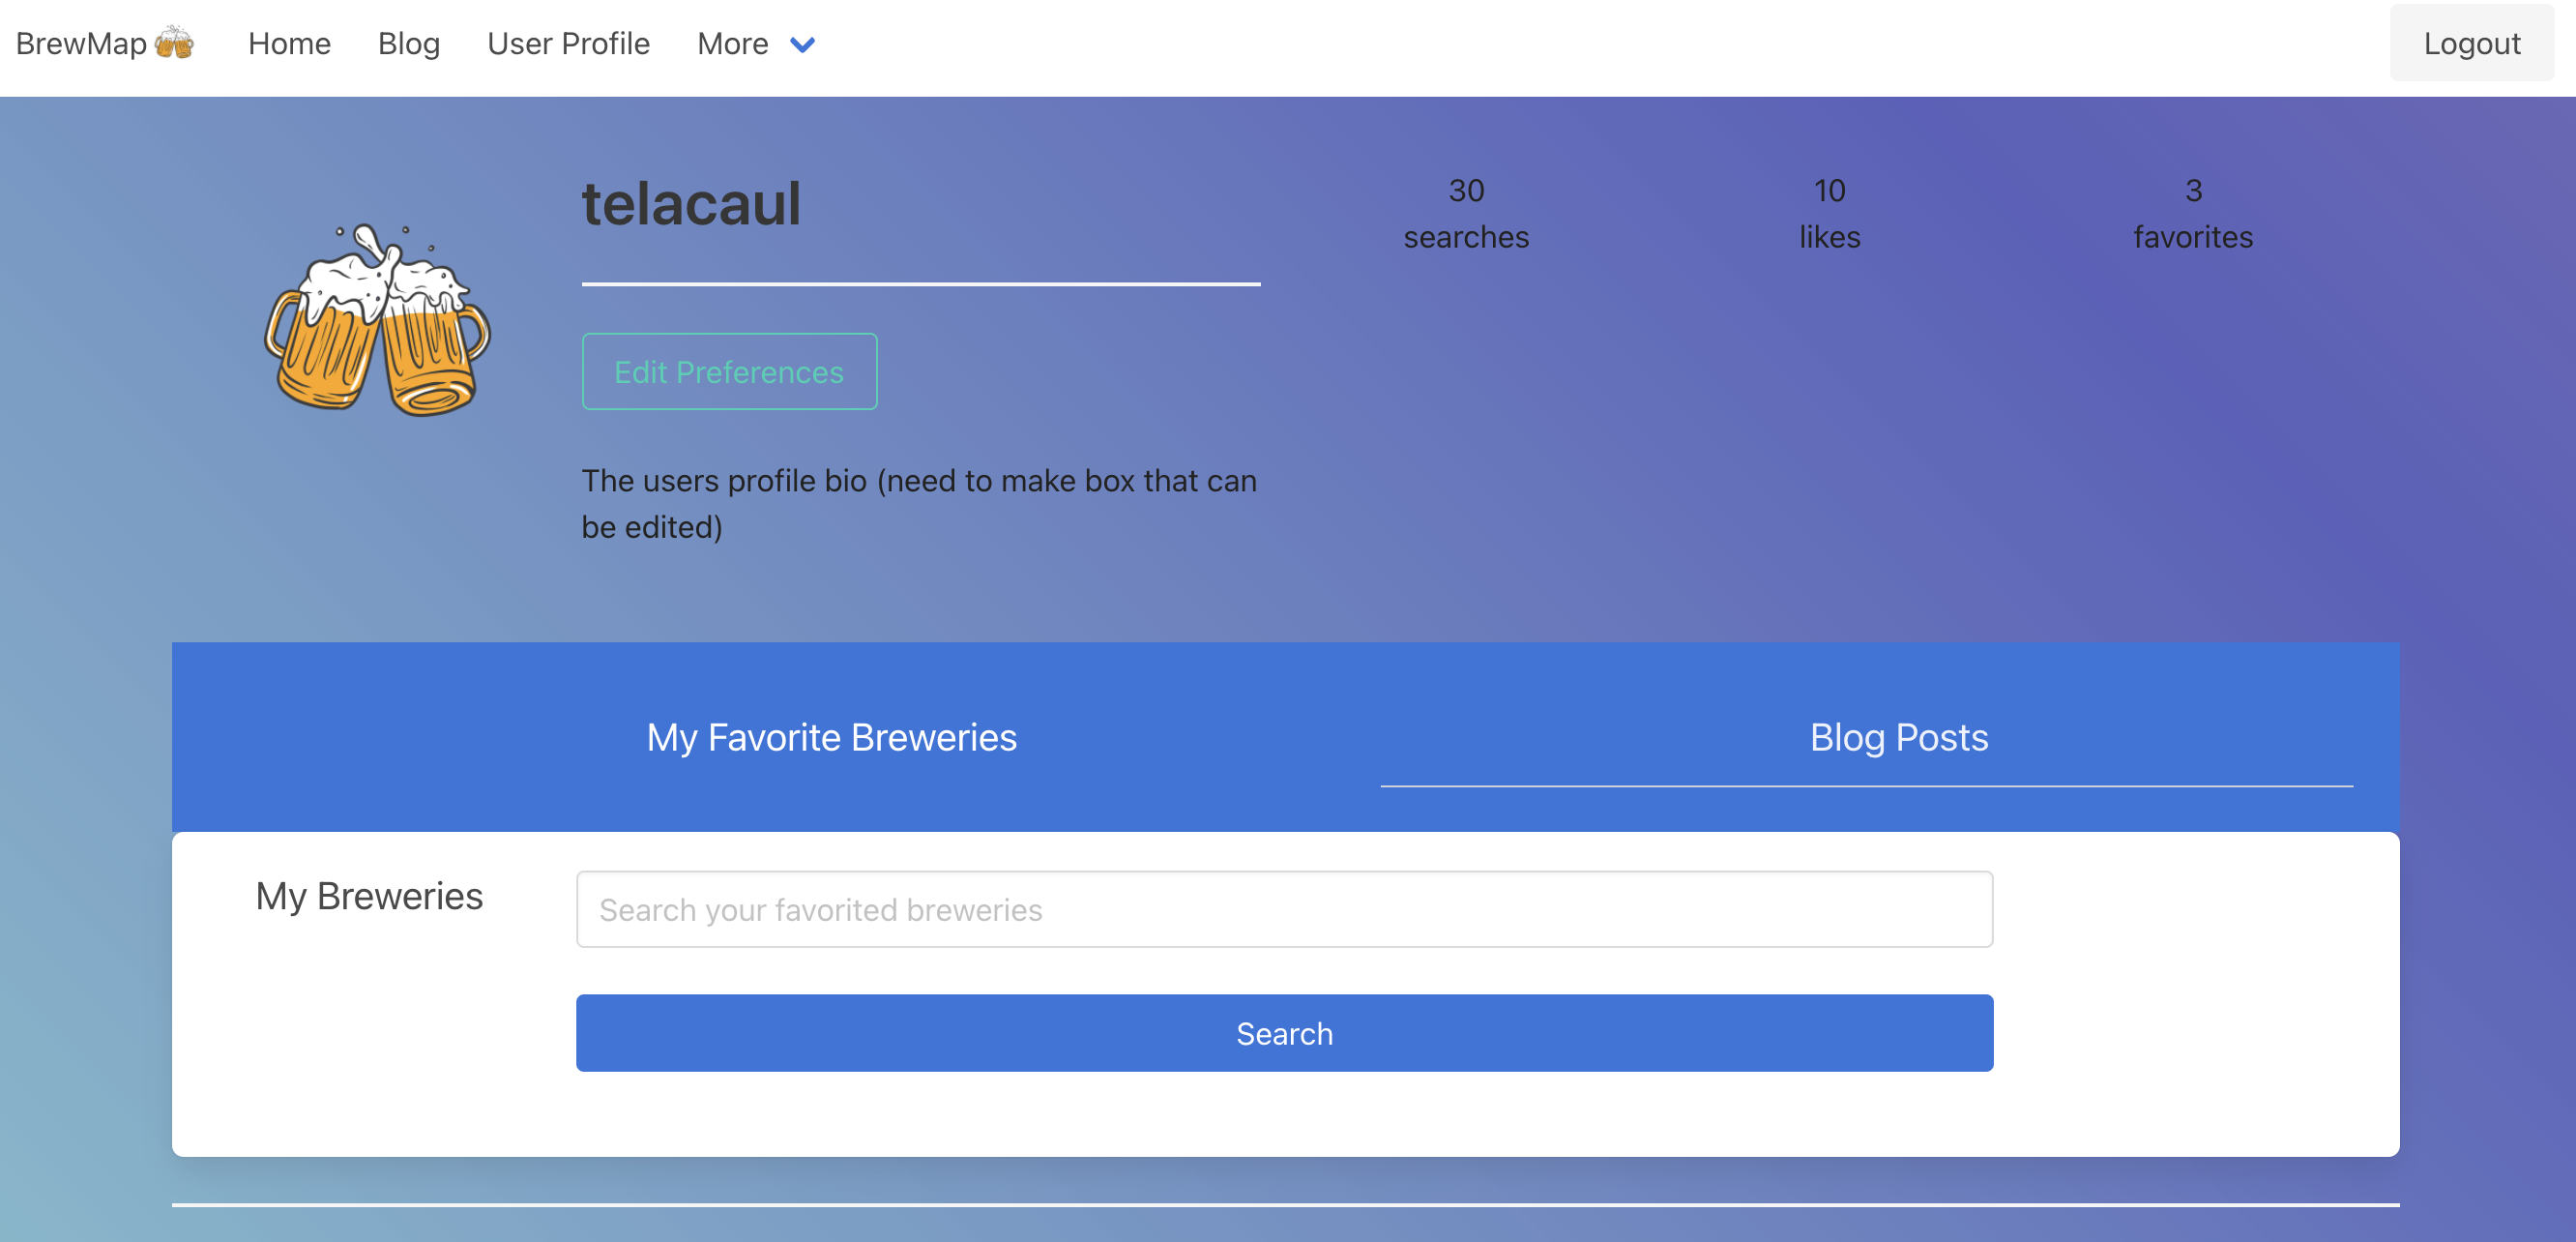 BrewMap
Home
Blog
User Profile
More
Logout
telacaul
30
searches
10
likes
3
favorites
Edit Preferences
The users profile bio (need to make box that can
be edited)
My Favorite Breweries
Blog Posts
My Breweries
Search your favorited breweries
Search